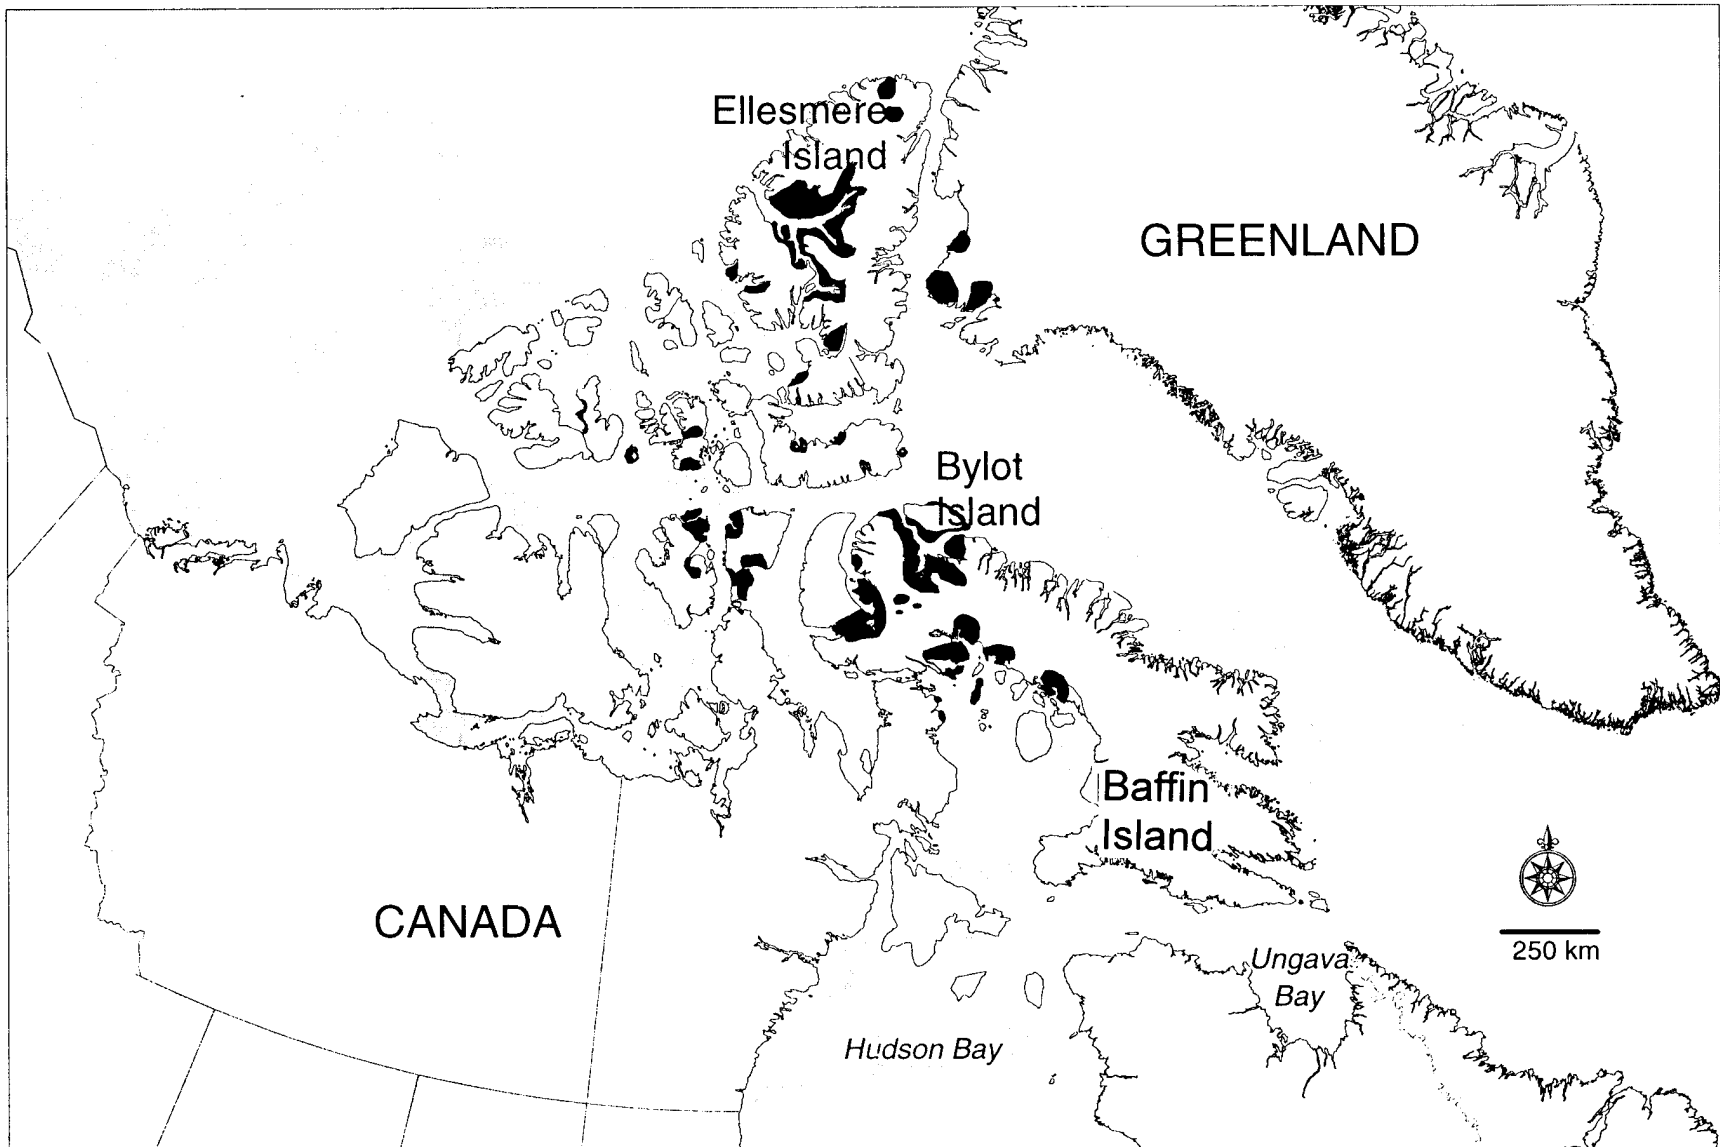 Ellesmere
Island
GREENLAND
Bylot
Island
Baffin
Island
CANADA
250 km
Ungava
Bay
Hudson Bay